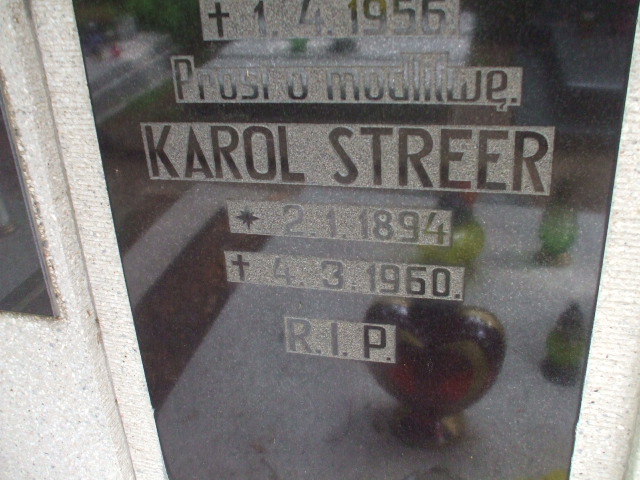 † 1.4.1956.
Prosi o modlitwę.
KAROL STREER
* 2.1.1894
† 4.3.1960.
R.I.P.